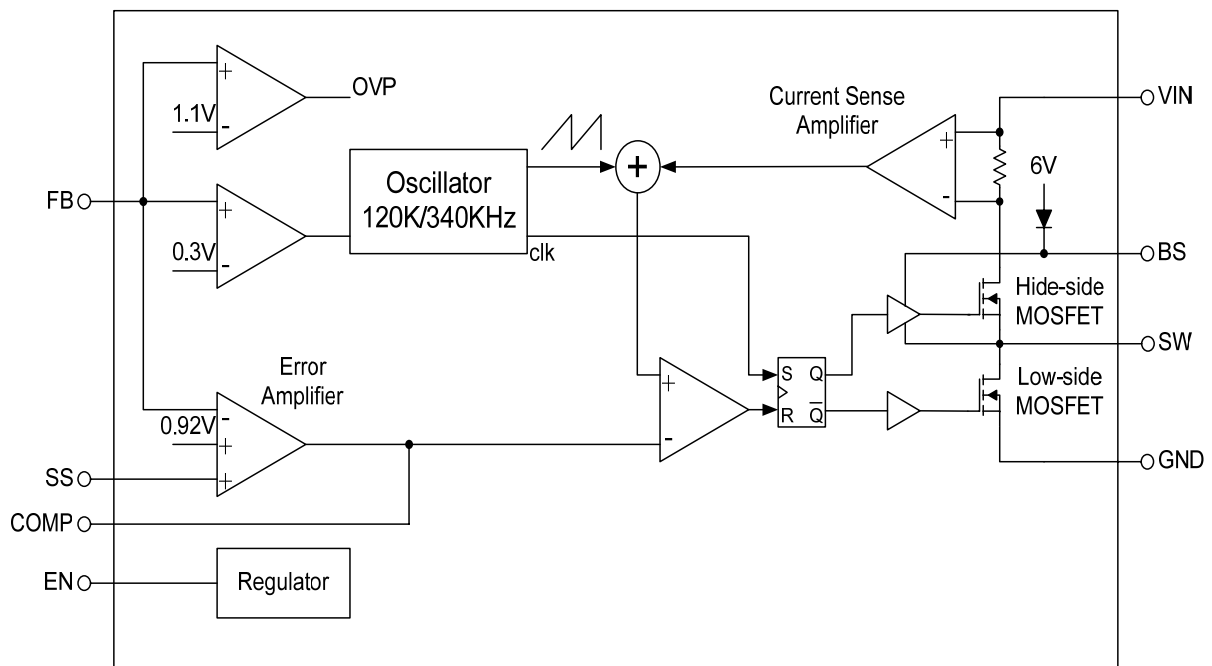 OVP
1.1V
+
-
Current Sense
Amplifier
VIN
+
-
6V
FB
+
0.3V
-
Oscillator
120K/340KHz
clk
+
BS
Hide-side
MOSFET
SW
Error
Amplifier
-
0.92V
+
+
+
-
S Q
R Q̅
Low-side
MOSFET
GND
SS
COMP
EN
Regulator